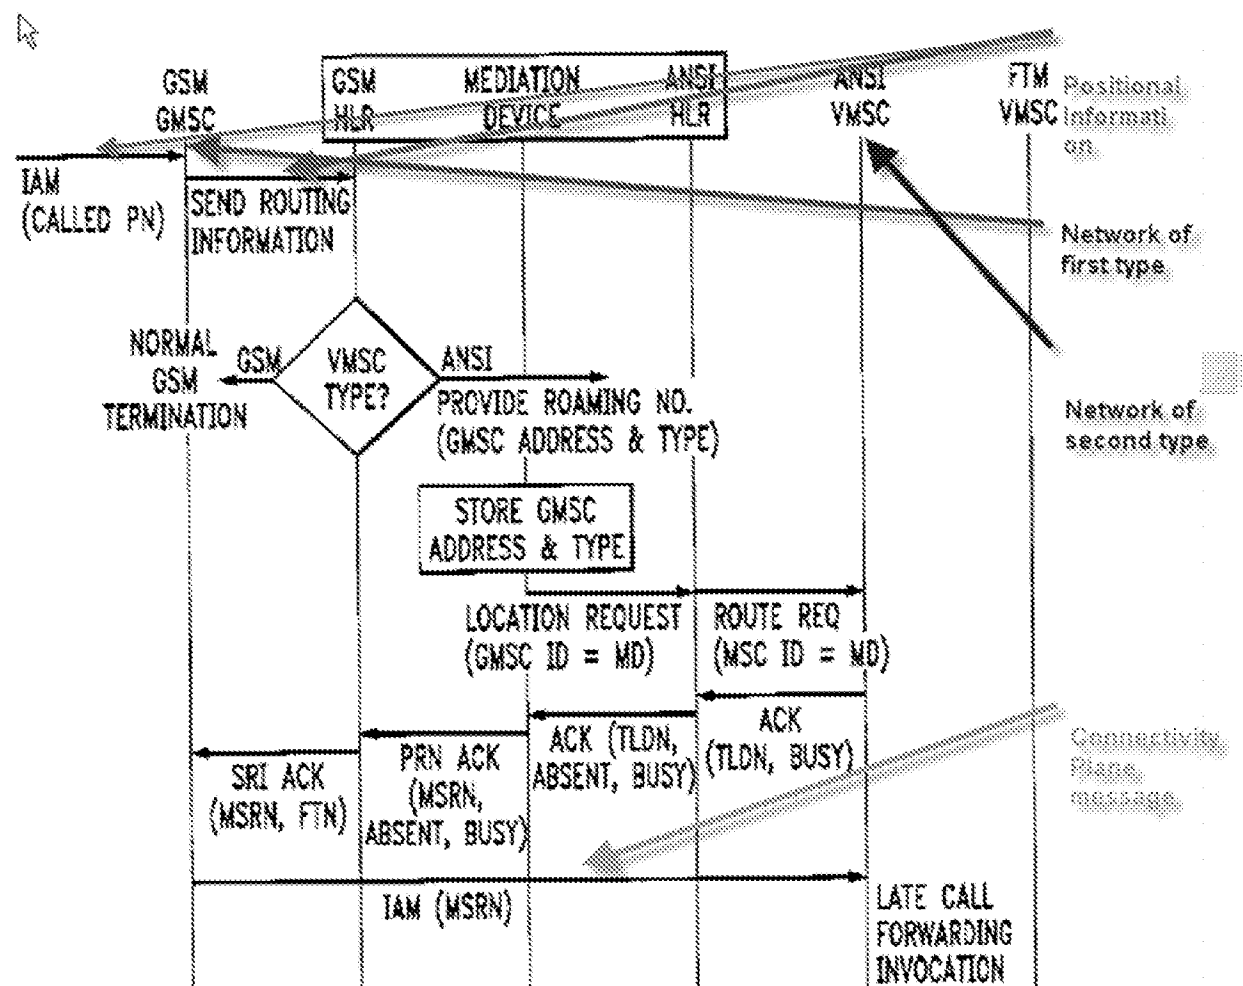 GSM
GMSC
GSM
HLR
MEDIATION
DEVICE
ANSI
HLR
ANSI
VMSC
FTM
VMSC
Positional
informati
on
IAM
(CALLED PN)
SEND ROUTING
INFORMATION
Network of
first type
NORMAL
GSM
TERMINATION
GSM
VMSC
TYPE?
ANSI
PROVIDE ROAMING NO.
(GMSC ADDRESS & TYPE)
Network of
second type
STORE GMSC
ADDRESS & TYPE
LOCATION REQUEST
(GMSC ID = MD)
ROUTE REQ
(MSC ID = MD)
ACK
(TLDN, BUSY)
ACK (TLDN,
ABSENT, BUSY)
PRN ACK
(MSRN,
ABSENT, BUSY)
SRI ACK
(MSRN, FTN)
Connectivity
Plane
message
IAM (MSRN)
LATE CALL
FORWARDING
INVOCATION